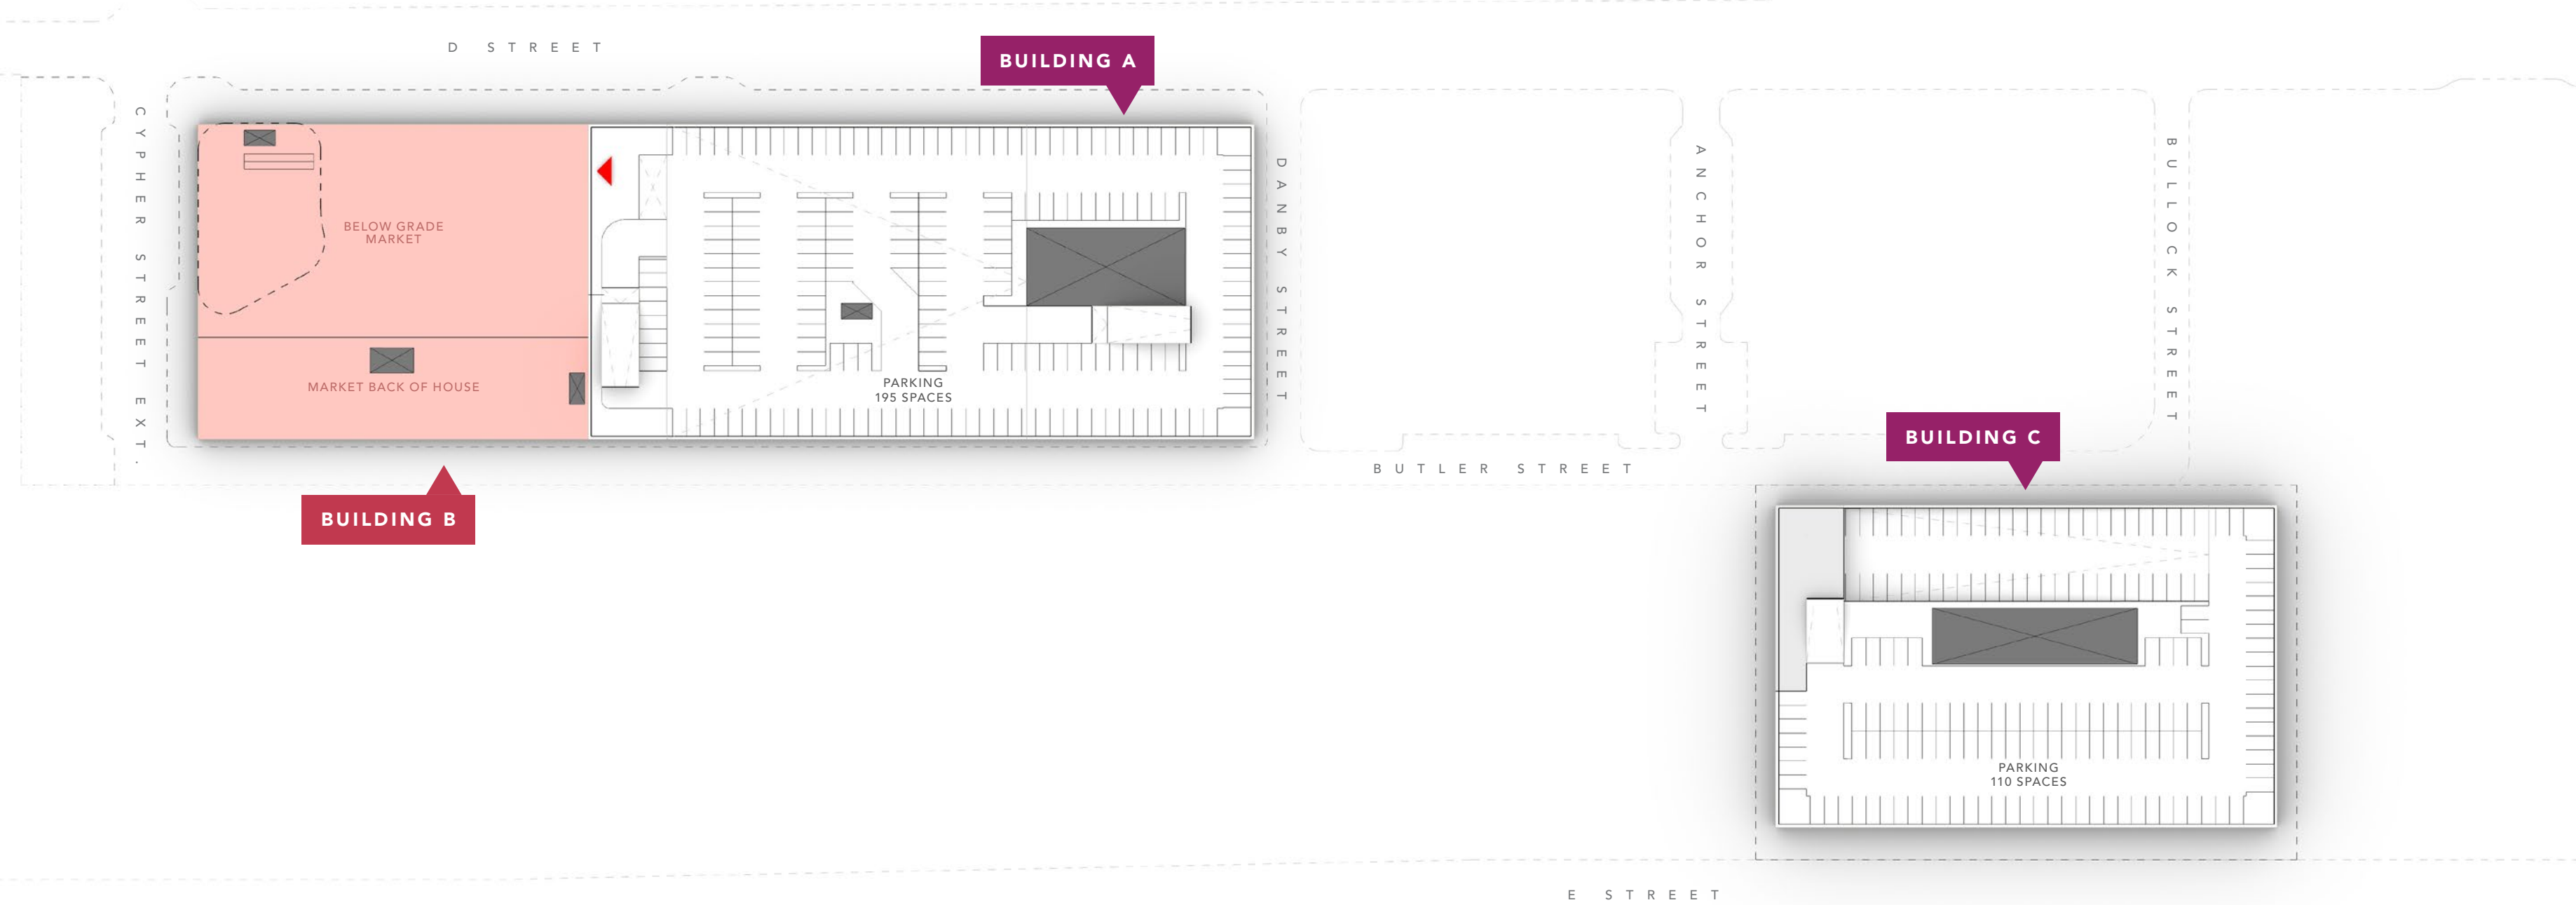 D STREET
BUILDING A
CYPHER STREET EXT.
BELOW GRADE
MARKET
MARKET BACK OF HOUSE
PARKING
195 SPACES
DANBY STREET
ANCHOR STREET
BULLOCK STREET
BUILDING C
BUTLER STREET
BUILDING B
PARKING
110 SPACES
E STREET